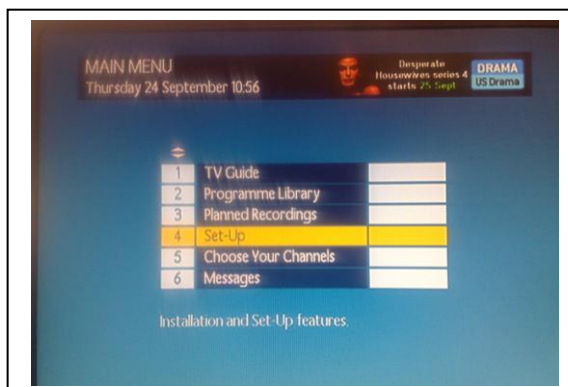 MAIN MENU
Thursday 24 September 10:56
Desperate
Housewives series 4
starts 25 Sept
DRAMA
US Drama
1 TV Guide
2 Programme Library
3 Planned Recordings
4 Set-Up
5 Choose Your Channels
6 Messages
Installation and Set-Up features.